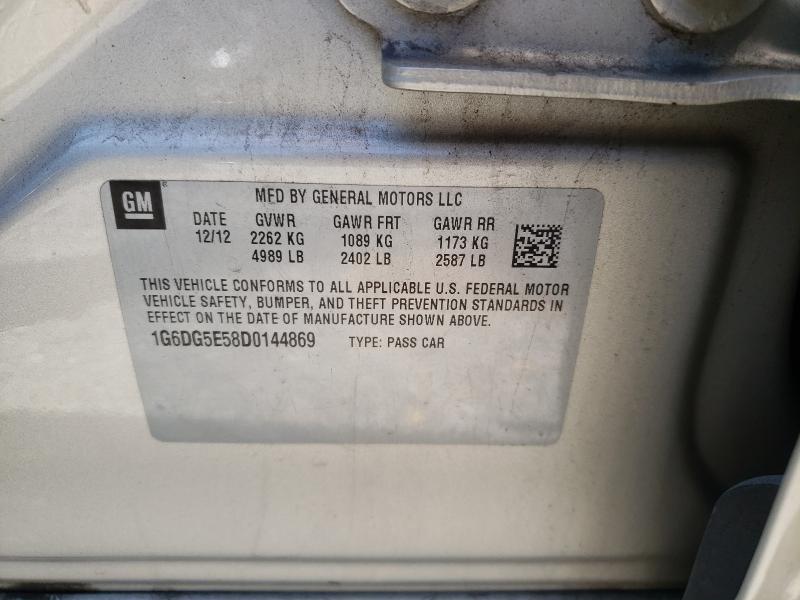 GM
MFD BY GENERAL MOTORS LLC
DATE GVWR GAWR FRT GAWR RR
12/12 2262 KG 1089 KG 1173 KG
4989 LB 2402 LB 2587 LB
THIS VEHICLE CONFORMS TO ALL APPLICABLE U.S. FEDERAL MOTOR
VEHICLE SAFETY, BUMPER, AND THEFT PREVENTION STANDARDS IN
EFFECT ON THE DATE OF MANUFACTURE SHOWN ABOVE.
1G6DG5E58D0144869 TYPE: PASS CAR